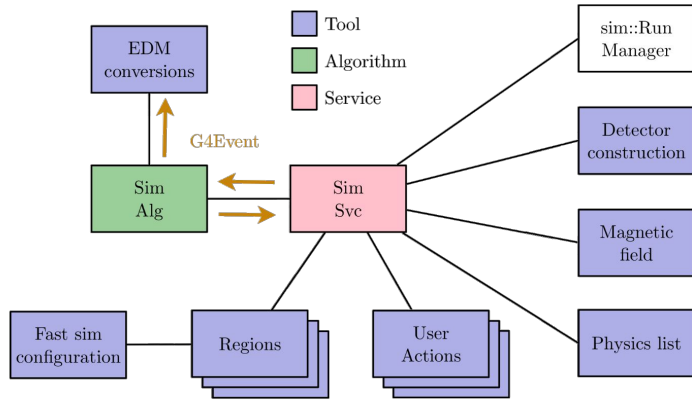 EDM
conversions
Tool
Algorithm
Service
sim::Run
Manager
G4Event
Detector
construction
Sim
Alg
Sim
Svc
Magnetic
field
Fast sim
configuration
Regions
User
Actions
Physics list